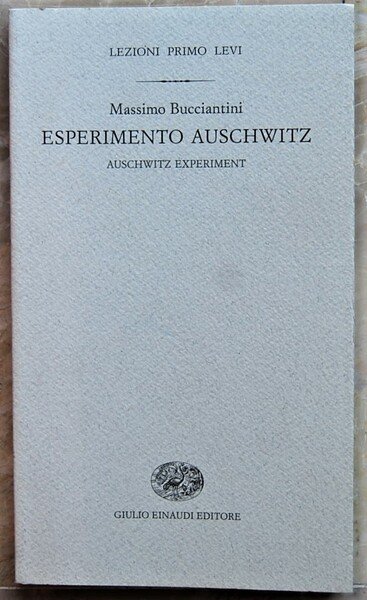 LEZIONI PRIMO LEVI
Massimo Bucciantini
ESPERIMENTO AUSCHWITZ
AUSCHWITZ EXPERIMENT
GIULIO EINAUDI EDITORE